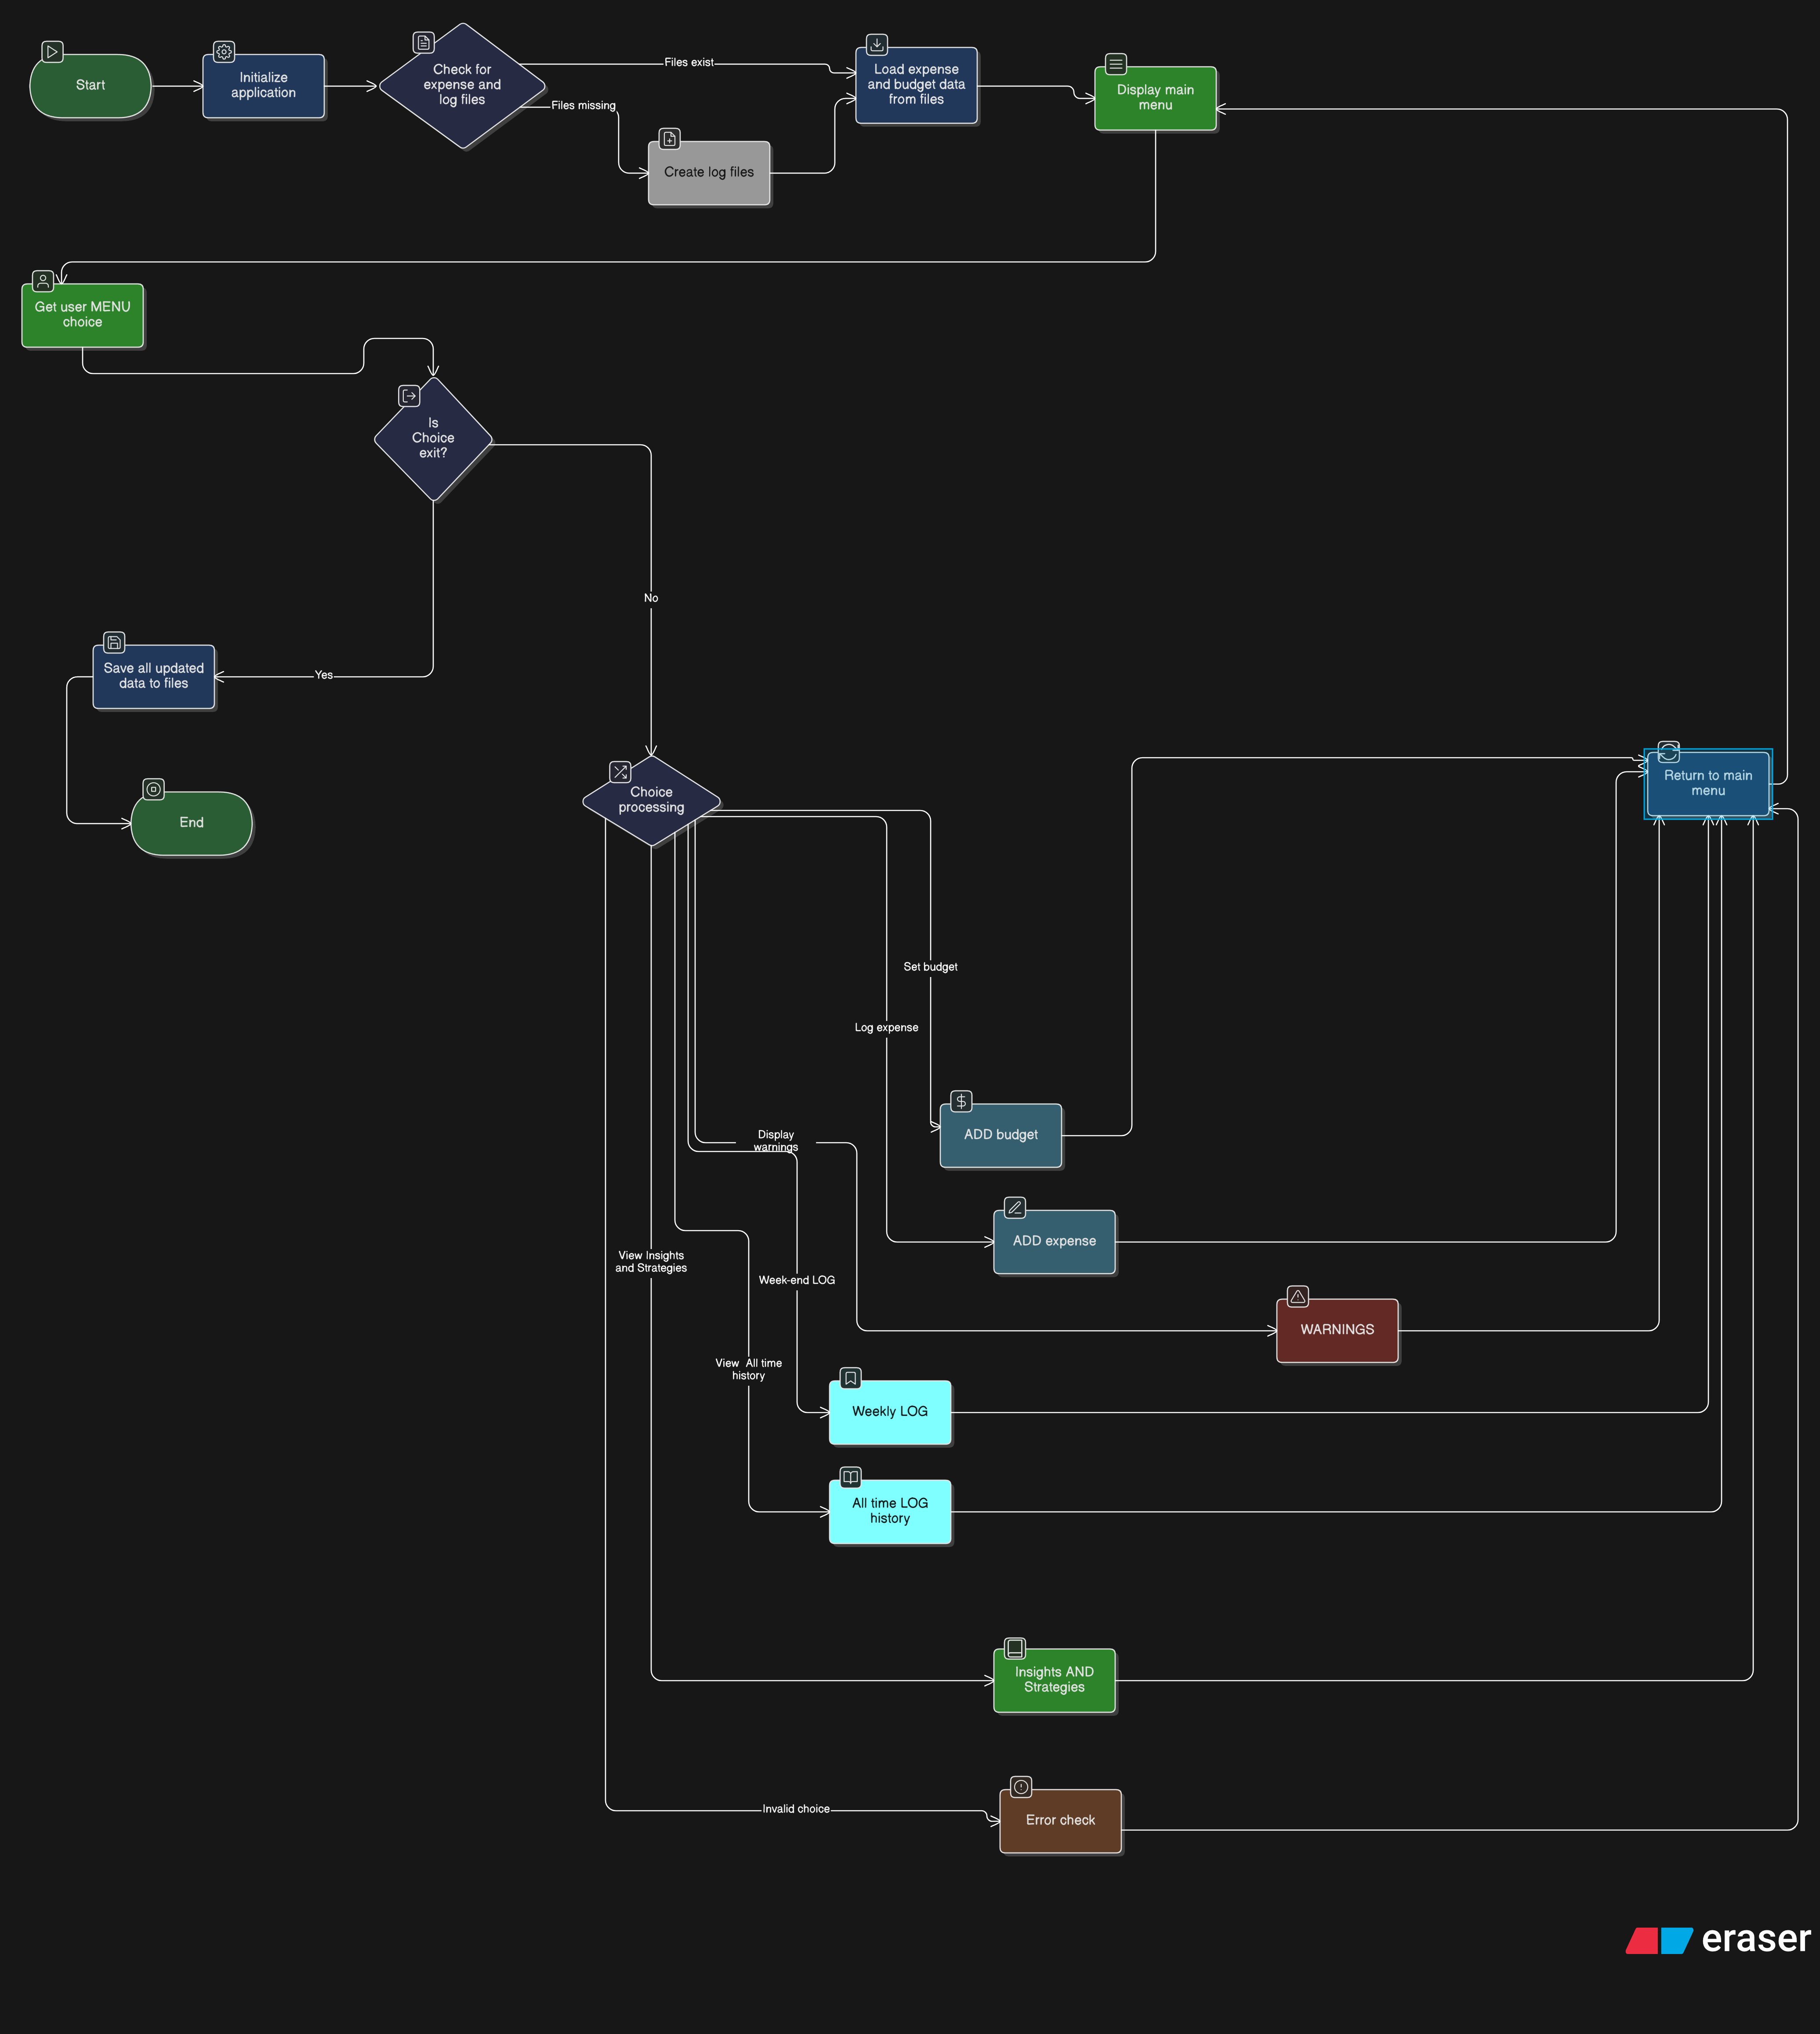 Start
Initialize
application
Check for
expense and
log files
Files exist
Files missing
Create log files
Load expense
and budget data
from files
Display main
menu
Get user MENU
choice
Is
Choice
exit?
No
Yes
Save all updated
data to files
End
Choice
processing
Return to main
menu
Set budget
Log expense
ADD budget
Display
warnings
ADD expense
View Insights
and Strategies
Week-end LOG
WARNINGS
View  All time
history
Weekly LOG
All time LOG
history
Insights AND
Strategies
Invalid choice
Error check
eraser